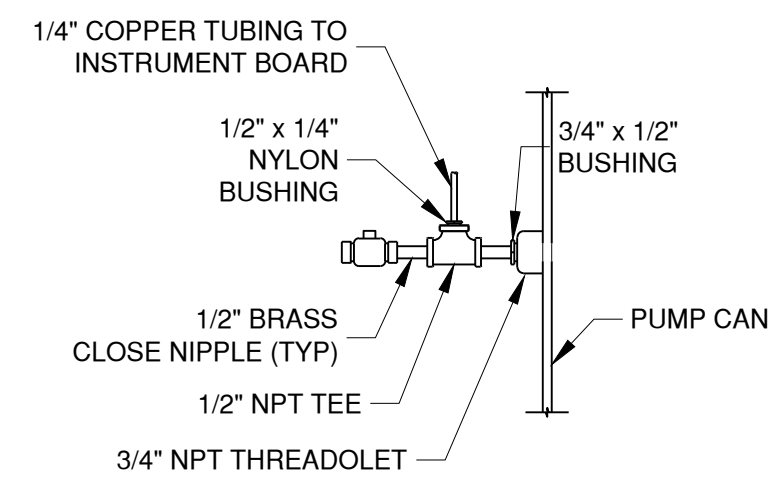 1/4" COPPER TUBING TO
INSTRUMENT BOARD
1/2" x 1/4"
NYLON
BUSHING
3/4" x 1/2"
BUSHING
1/2" BRASS
CLOSE NIPPLE (TYP)
PUMP CAN
1/2" NPT TEE
3/4" NPT THREADOLET